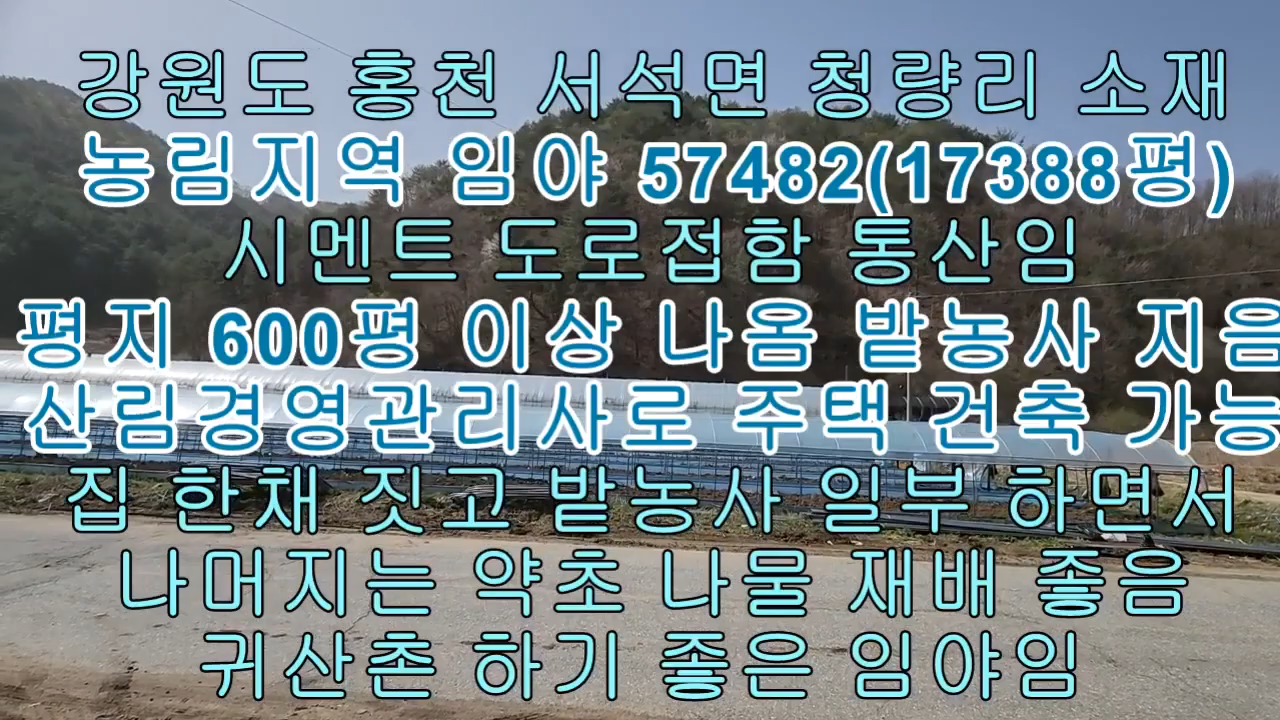 강원도 홍천 서석면 청량리 소재
농림지역 임야 57482(17388평)
시멘트 도로접함 통산임
평지 600평 이상 나옴 밭농사 지음
산림경영관리사로 주택 건축 가능
집 한채 짓고 밭농사 일부 하면서
나머지는 약초 나물 재배 좋음
귀산촌 하기 좋은 임야임